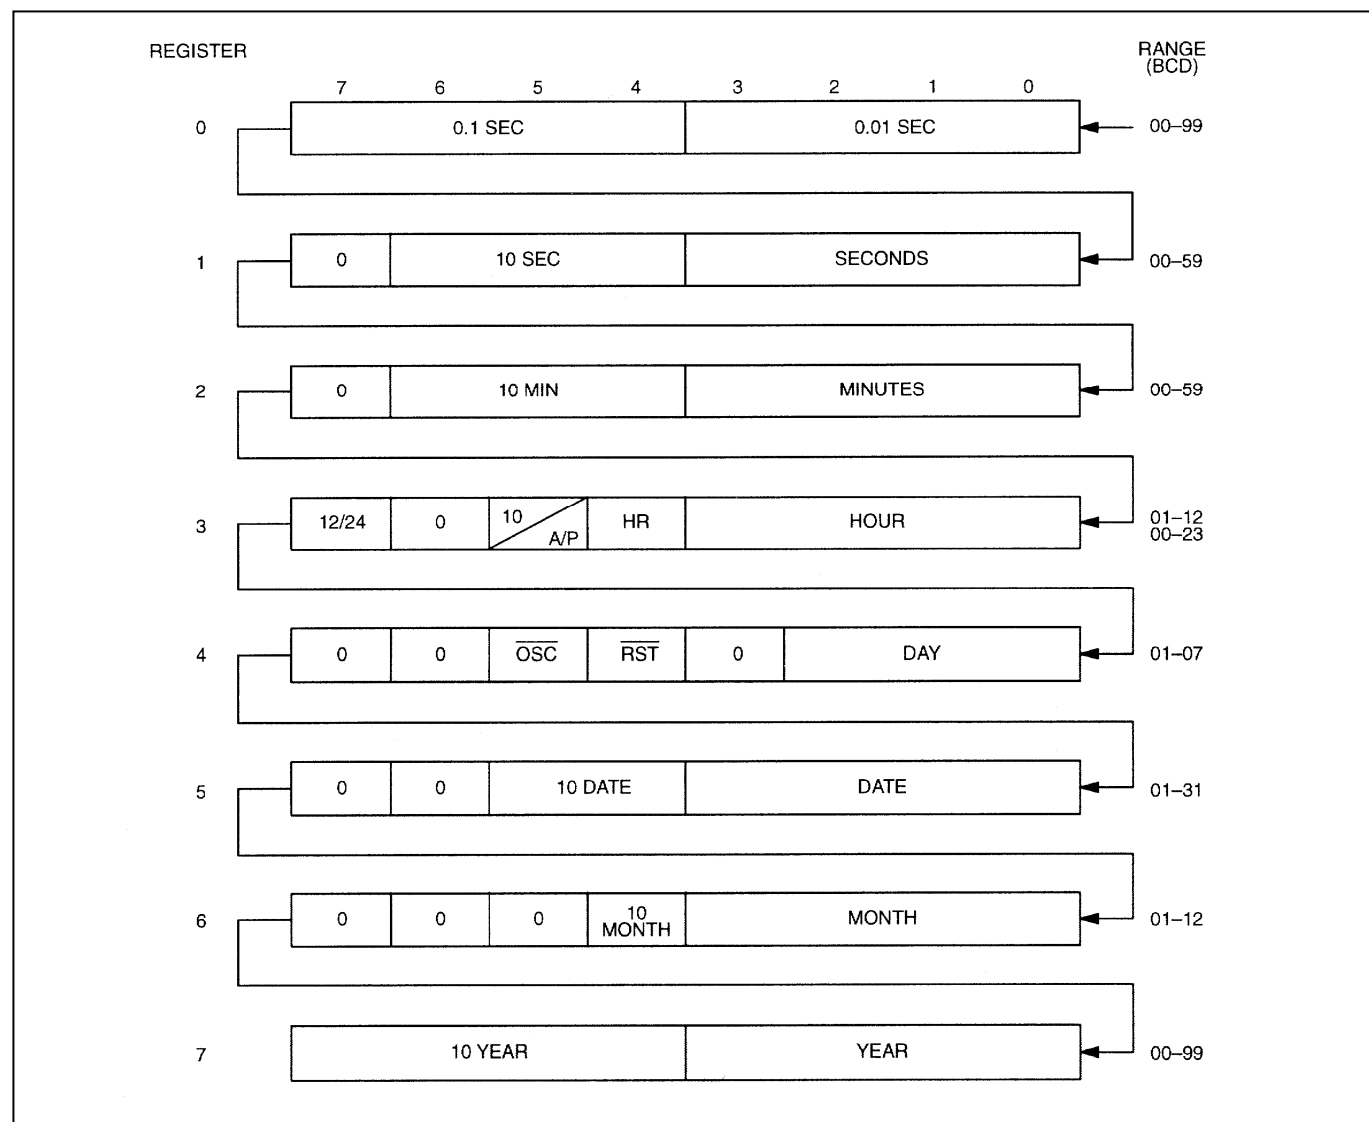 REGISTER
RANGE
(BCD)
7 6 5 4 3 2 1 0
0 0.1 SEC 0.01 SEC 00–99
1 0 10 SEC SECONDS 00–59
2 0 10 MIN MINUTES 00–59
3 12/24 0 10 A/P HR HOUR 01–12
00–23
4 0 0 OSC RST 0 DAY 01–07
5 0 0 10 DATE DATE 01–31
6 0 0 0 10 MONTH MONTH 01–12
7 10 YEAR YEAR 00–99